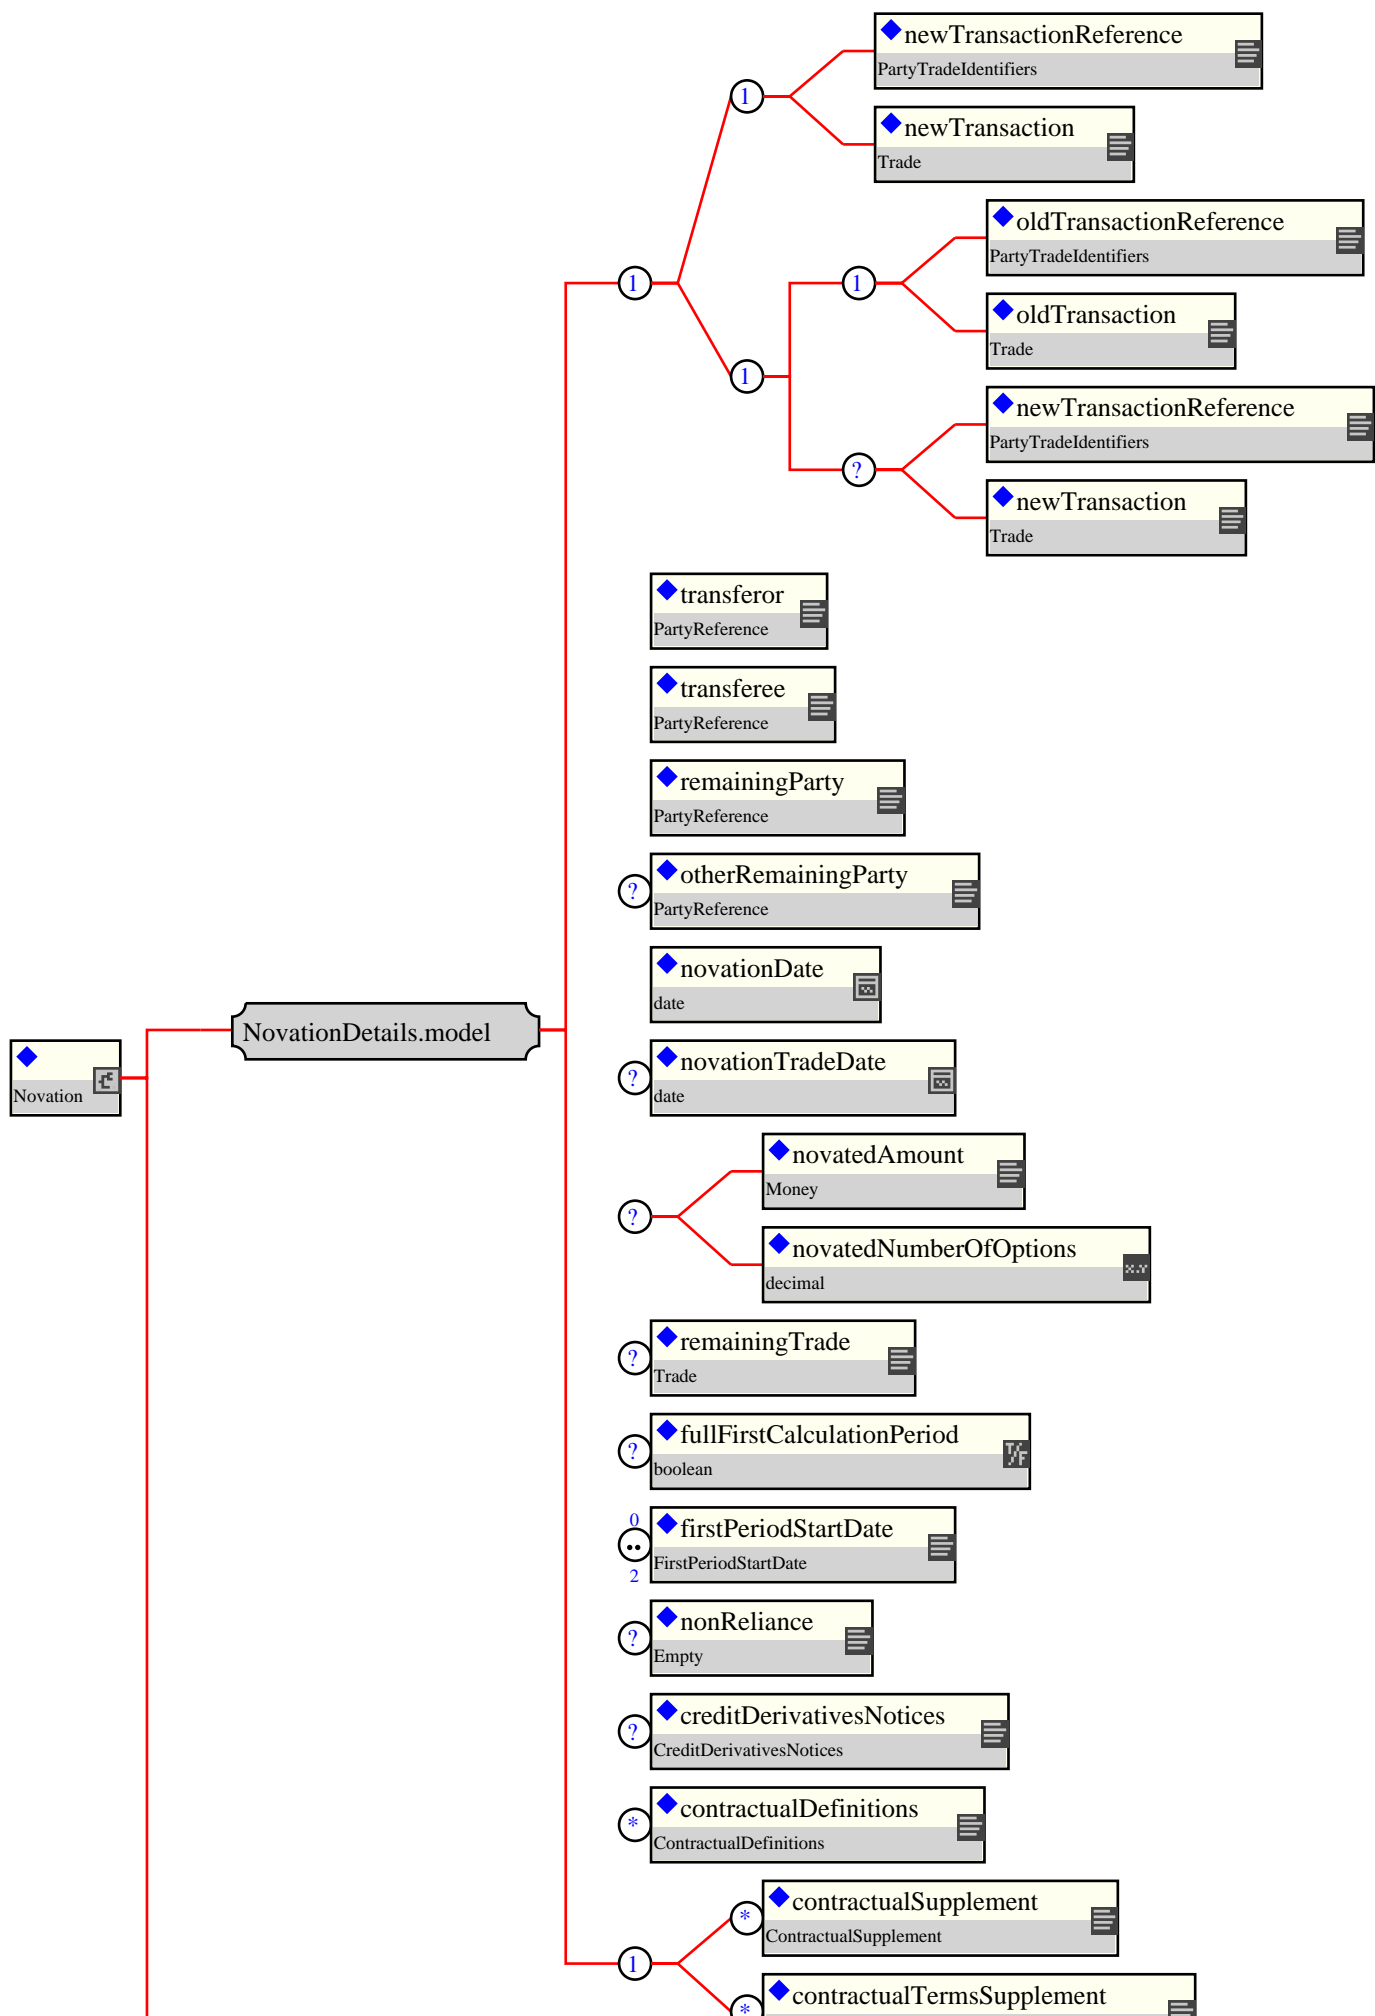 newTransactionReference
PartyTradeIdentifiers
1
newTransaction
Trade
oldTransactionReference
PartyTradeIdentifiers
1
1
oldTransaction
Trade
1
newTransactionReference
PartyTradeIdentifiers
?
newTransaction
Trade
transferor
PartyReference
transferee
PartyReference
remainingParty
PartyReference
otherRemainingParty
?
PartyReference
novationDate
date
NovationDetails.model
Novation
novationTradeDate
?
date
novatedAmount
Money
?
novatedNumberOfOptions
x.y
decimal
remainingTrade
?
Trade
fullFirstCalculationPeriod
?
T/F
boolean
0
firstPeriodStartDate
..
FirstPeriodStartDate
2
nonReliance
?
Empty
creditDerivativesNotices
?
CreditDerivativesNotices
contractualDefinitions
*
ContractualDefinitions
contractualSupplement
*
ContractualSupplement
1
contractualTermsSupplement
*